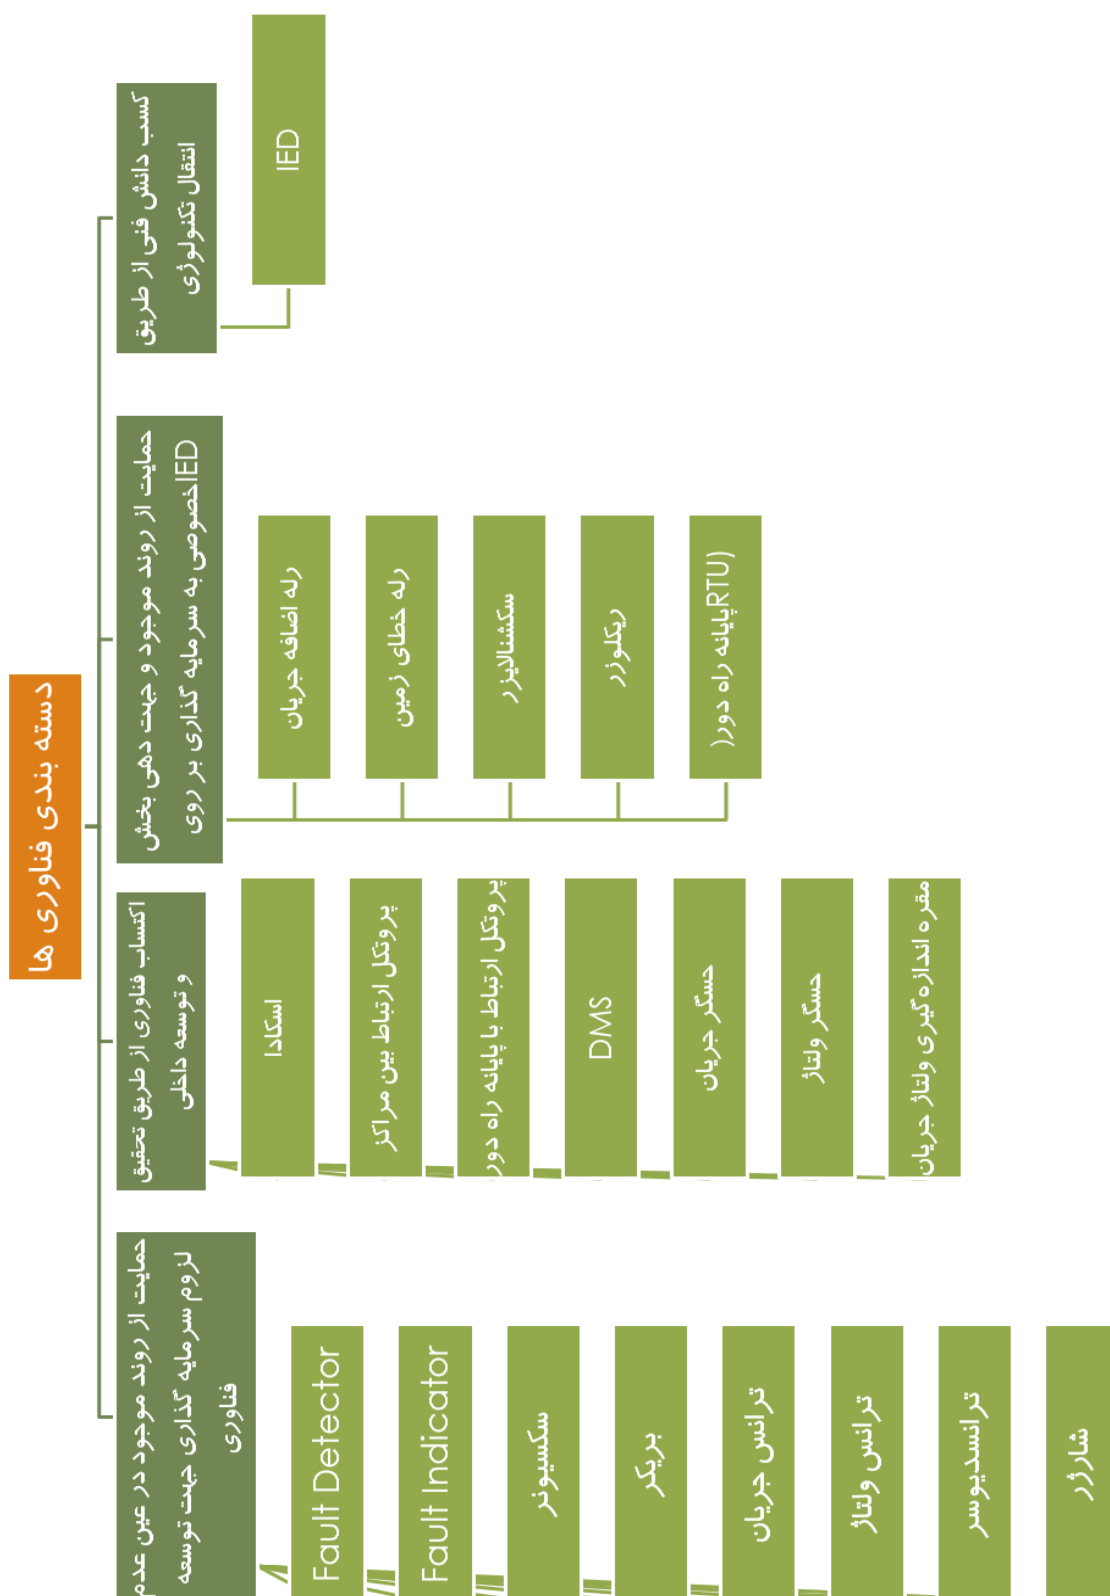 دسته بندی فناوری ها
کسب دانش فنی از طریق
انتقال تکنولوژی
IED
حمایت از روند موجود و جهت دهی بخش
خصوصی به سرمایه گذاری بر روی IED
رله اضافه جریان
رله خطای زمین
سکشنالایزر
ریکلوزر
پایانه راه دور(RTU)
اکتساب فناوری از طریق تحقیق
و توسعه داخلی
اسکادا
پروتکل ارتباط بین مراکز
پروتکل ارتباط با پایانه راه دور
DMS
حسگر جریان
حسگر ولتاژ
مقره اندازه گیری ولتاژ جریان
حمایت از روند موجود در عین عدم
لزوم سرمایه گذاری جهت توسعه
فناوری
Fault Detector
Fault Indicator
سکسیونر
بریکر
ترانس جریان
ترانس ولتاژ
ترانسدیوسر
شارژر